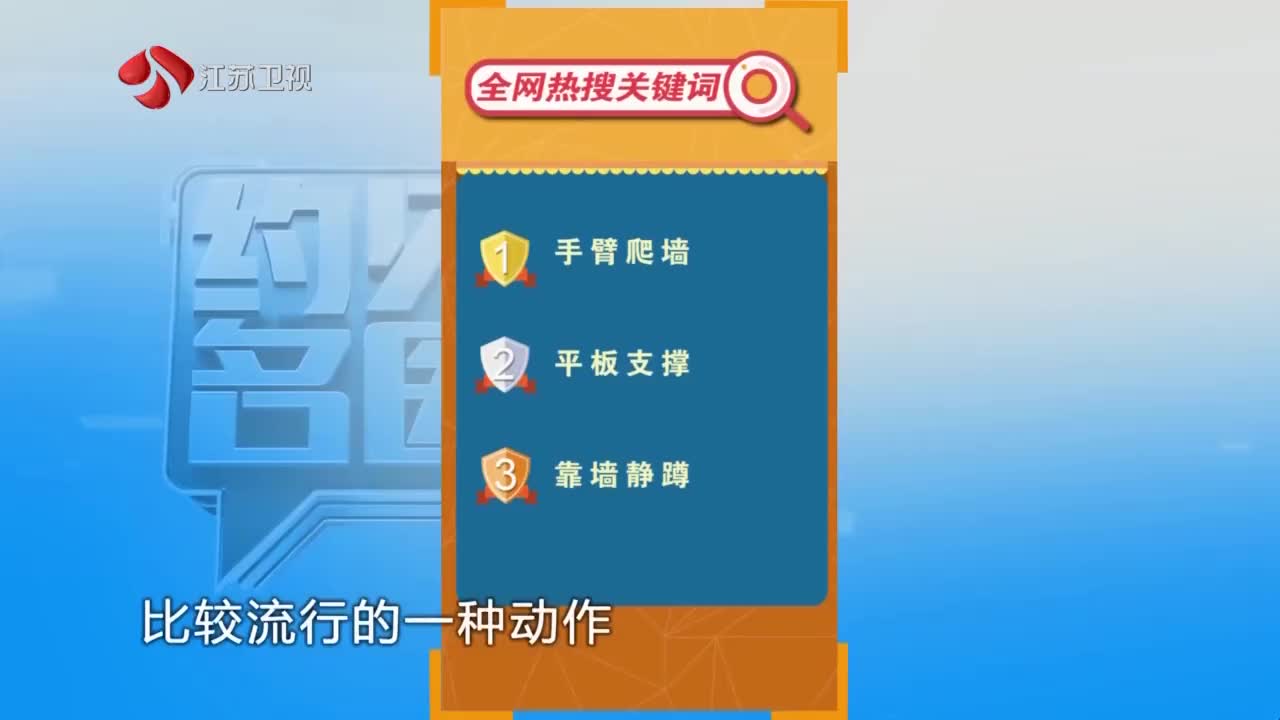 江苏卫视
全网热搜关键词
1 手臂爬墙
2 平板支撑
3 靠墙静蹲
比较流行的一种动作